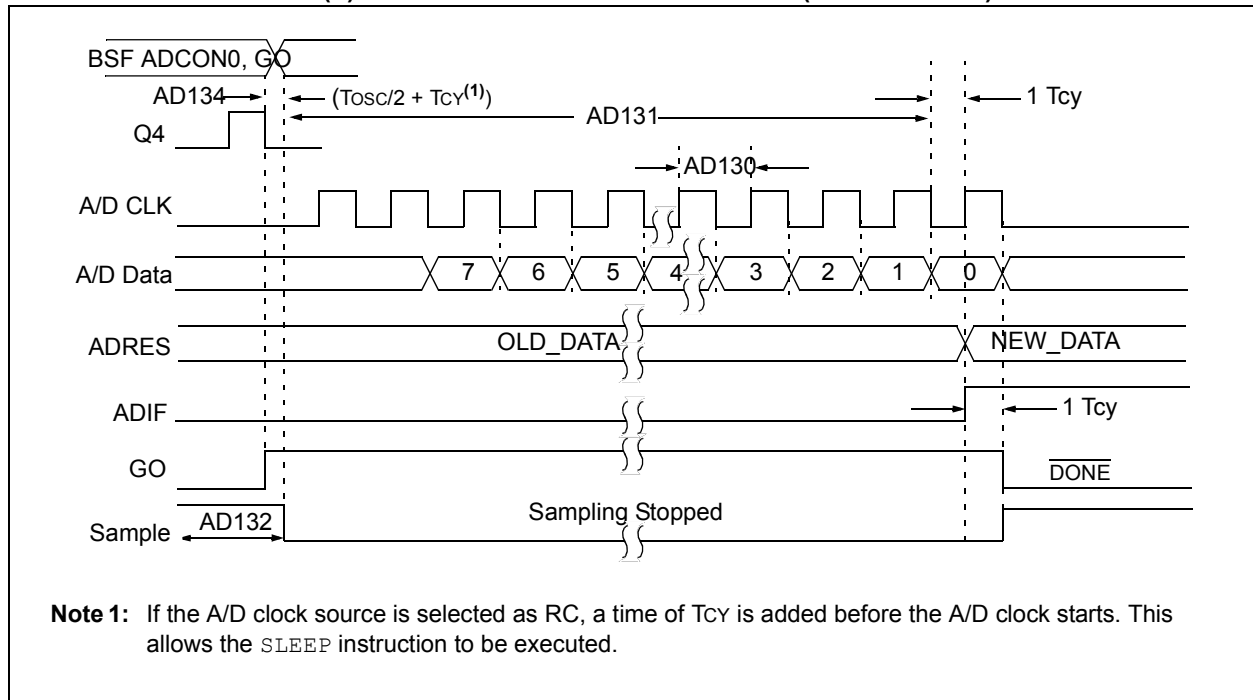 BSF ADCON0, GO
AD134 (TOSC/2 + TCY(1)) 1 Tcy
AD131
Q4
AD130
A/D CLK
A/D Data 7 6 5 4 3 2 1 0
ADRES OLD_DATA NEW_DATA
ADIF 1 Tcy
GO DONE
Sample AD132 Sampling Stopped
Note 1: If the A/D clock source is selected as RC, a time of TCY is added before the A/D clock starts. This
allows the SLEEP instruction to be executed.